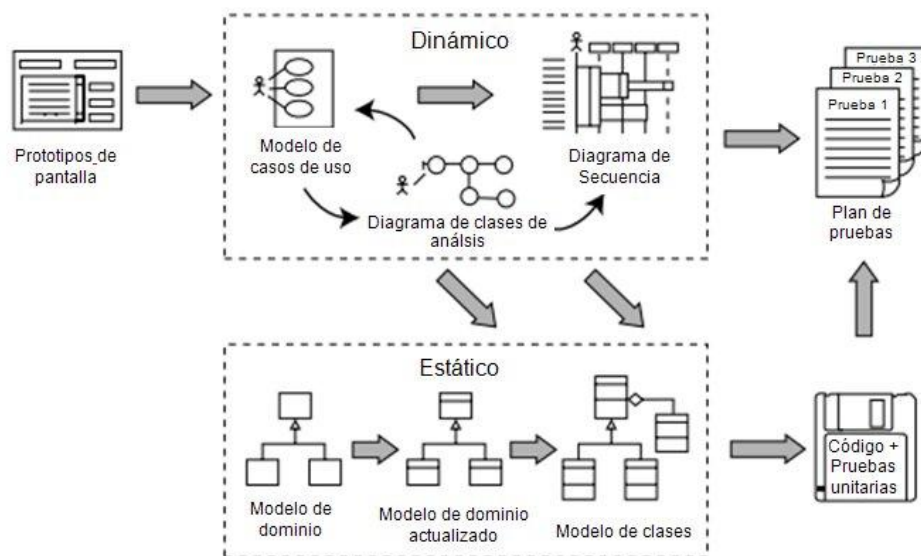 Dinámico
Prototipos de
pantalla
Modelo de
casos de uso
Diagrama de clases de
análsis
Diagrama de
Secuencia
Prueba 3
Prueba 2
Prueba 1
Plan de
pruebas
Estático
Modelo de
dominio
Modelo de dominio
actualizado
Modelo de clases
Código +
Pruebas
unitarias